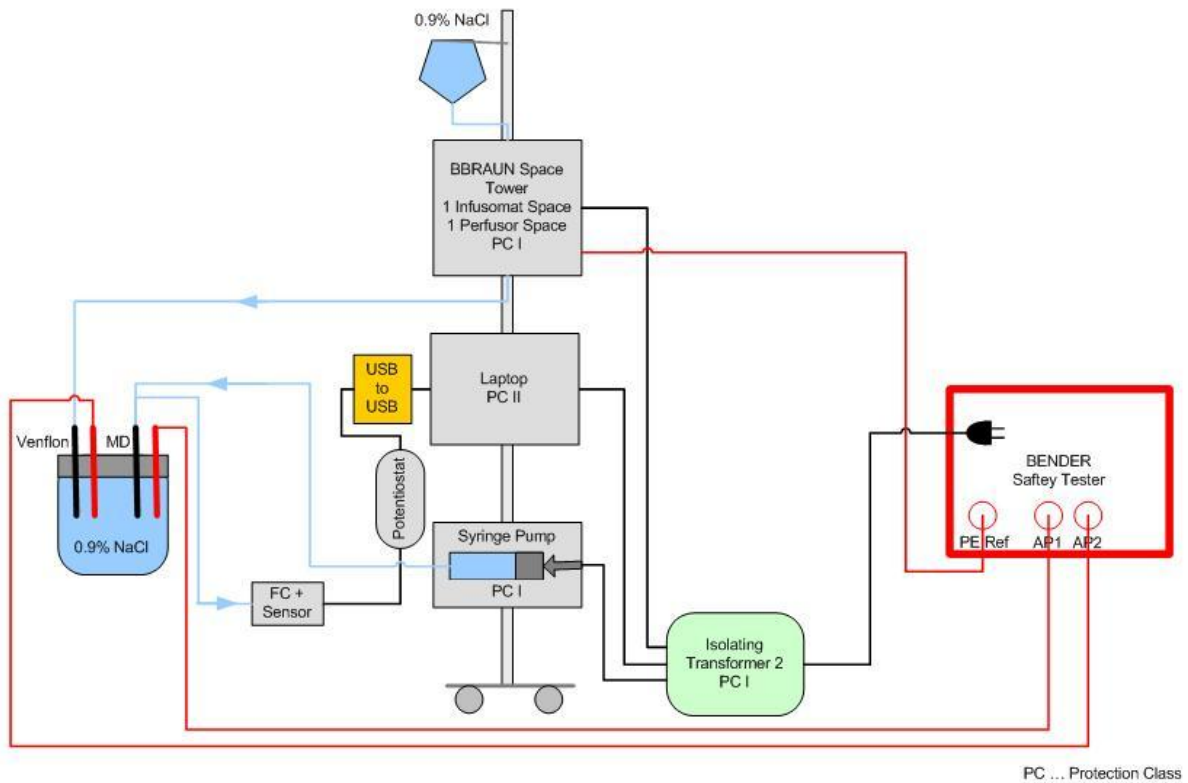 0.9% NaCl
BBRAUN Space
Tower
1 Infusomat Space
1 Perfusor Space
PC I
USB
to
USB
Laptop
PC II
Venflon
MD
0.9% NaCl
Potentiostat
FC +
Sensor
Syringe Pump
PC I
Isolating
Transformer 2
PC I
BENDER
Saftey Tester
PE Ref
AP1
AP2
PC ... Protection Class